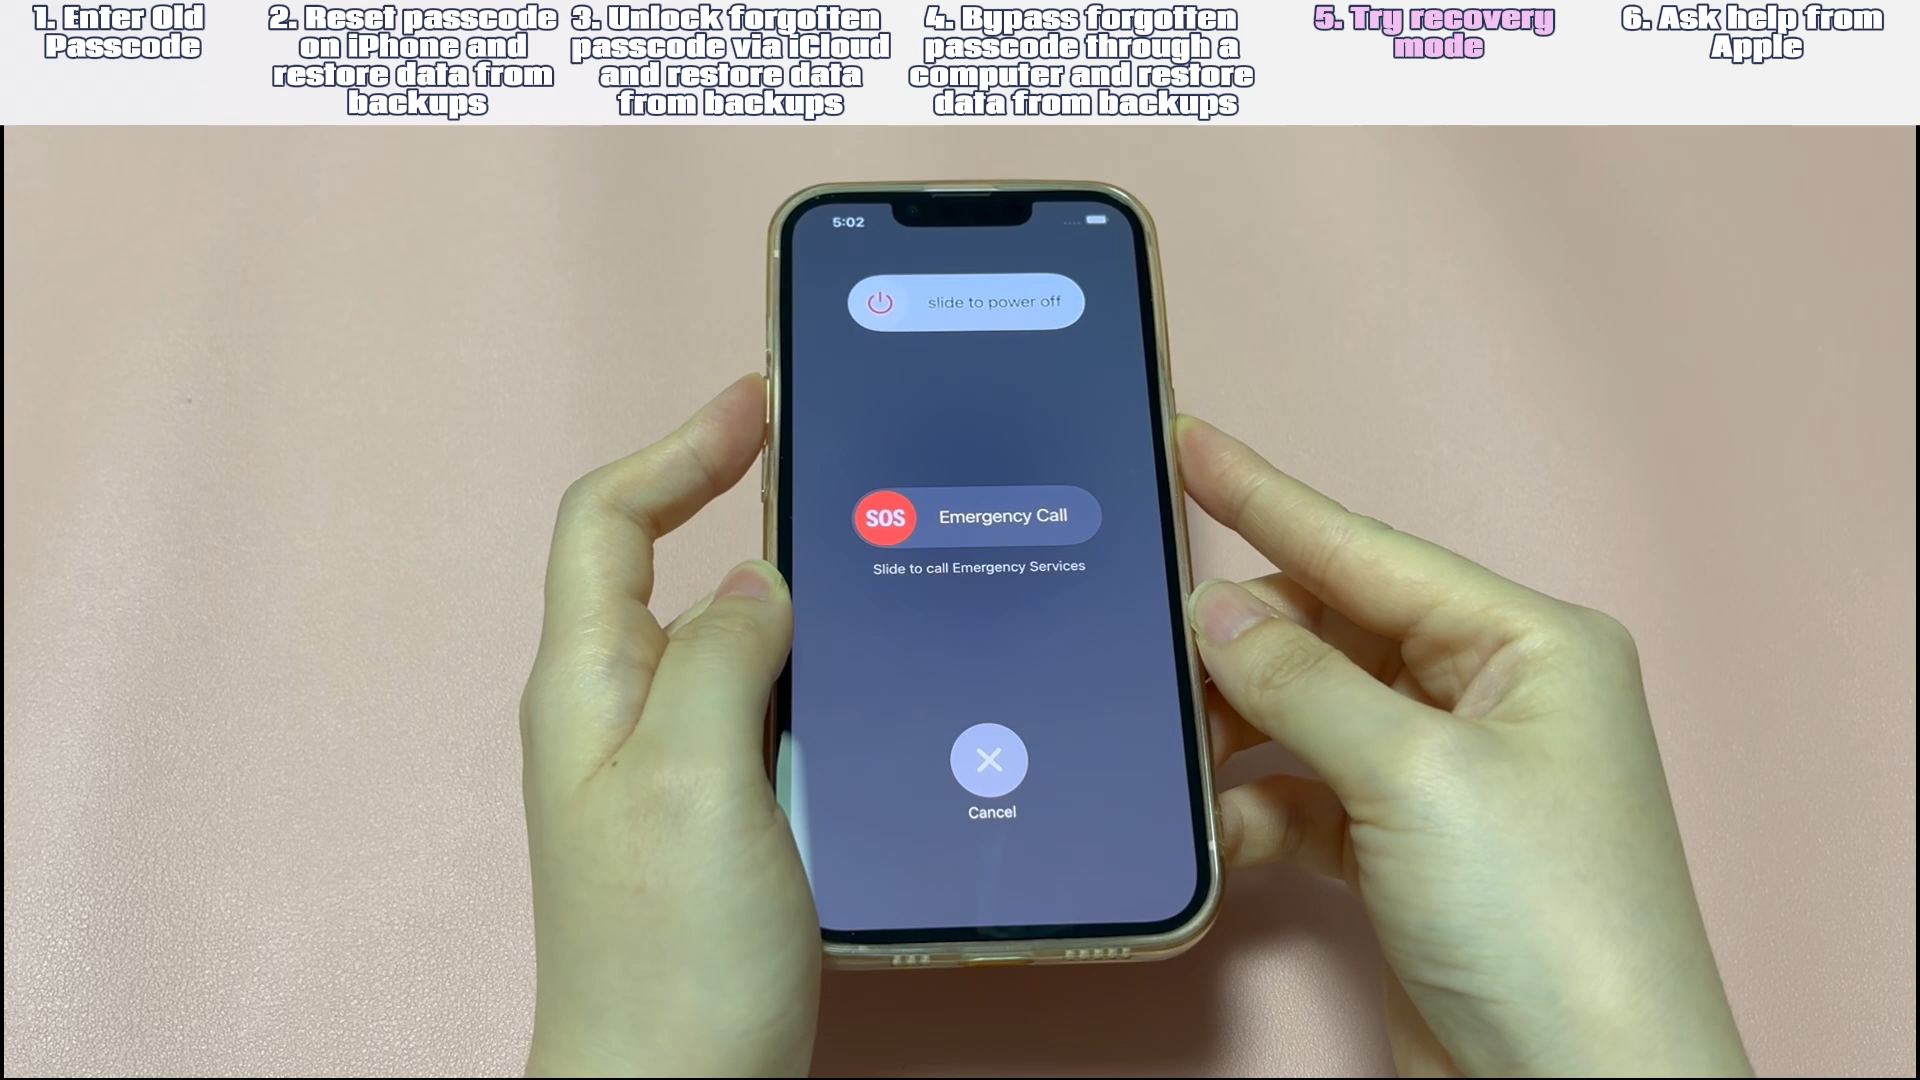 1. Enter Old
Passcode
2. Reset passcode
on iPhone and
restore data from
backups
3. Unlock forgotten
passcode via iCloud
and restore data
from backups
4. Bypass forgotten
passcode through a
computer and restore
data from backups
5. Try recovery
mode
6. Ask help from
Apple
5:02
slide to power off
SOS Emergency Call
Slide to call Emergency Services
Cancel